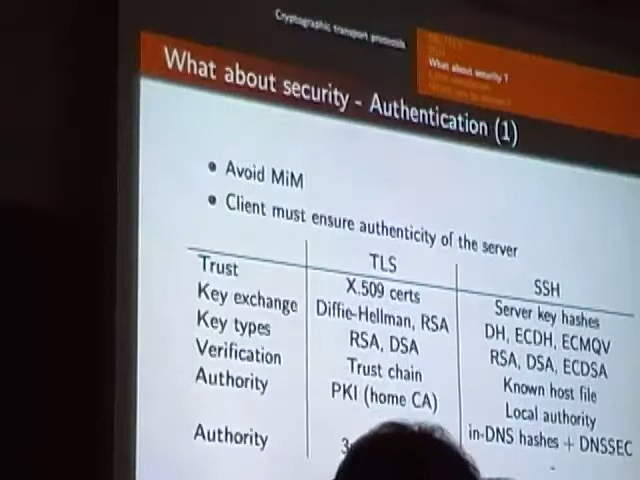 Cryptographic transport protocols
What about security ?
What about security - Authentication (1)
• Avoid MiM
• Client must ensure authenticity of the server
TLS SSH
Trust X.509 certs Server key hashes
Key exchange Diffie-Hellman, RSA DH, ECDH, ECMQV
Key types RSA, DSA RSA, DSA, ECDSA
Verification Trust chain Known host file
Authority PKI (home CA) Local authority
Authority in-DNS hashes + DNSSEC